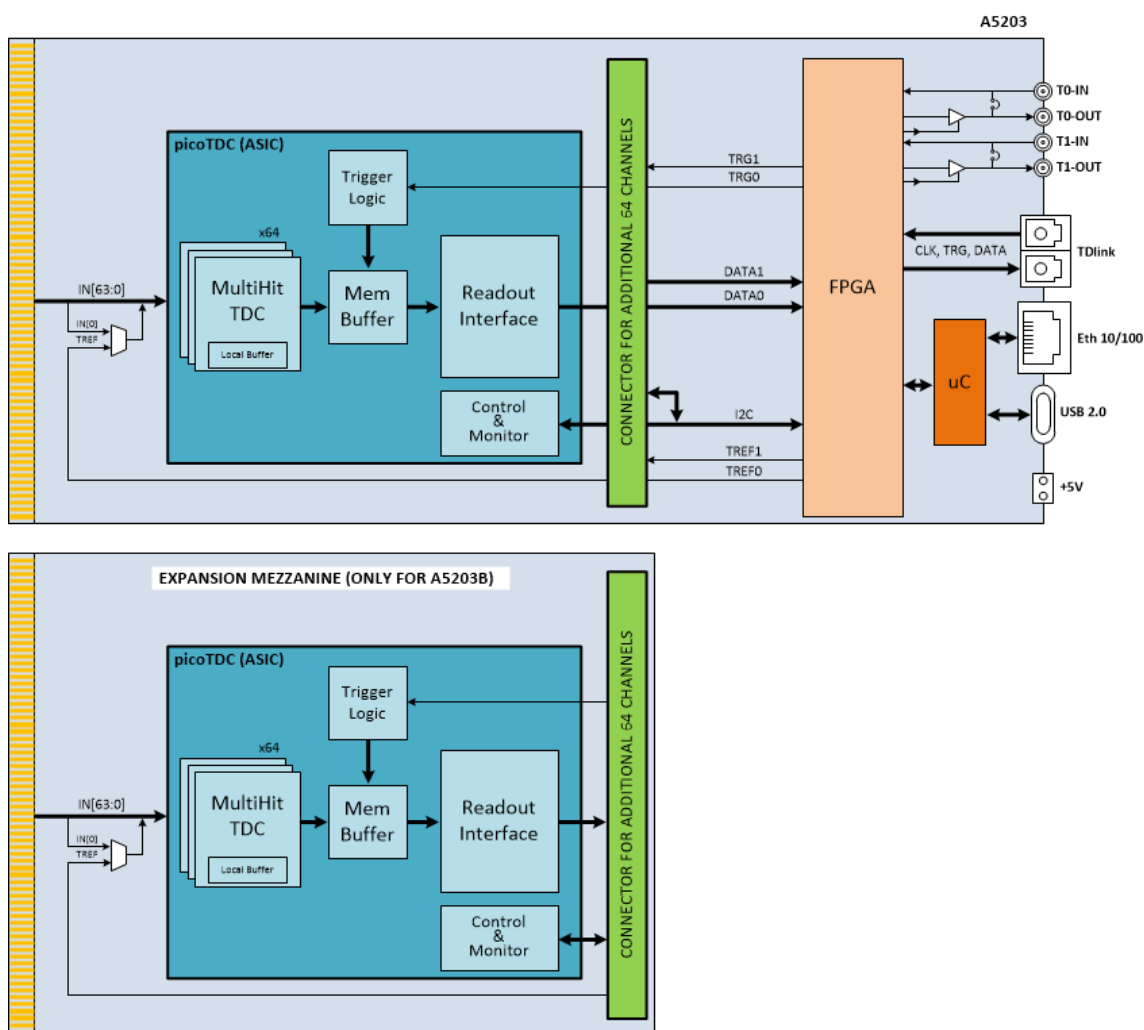 A5203
picoTDC (ASIC)
Trigger
Logic
x64
MultiHit
TDC
Local Buffer
Mem
Buffer
Readout
Interface
Control
&
Monitor
IN[63:0]
IN[0]
TREF
CONNECTOR FOR ADDITIONAL 64 CHANNELS
TRG1
TRG0
DATA1
DATA0
I2C
TREF1
TREF0
FPGA
T0-IN
T0-OUT
T1-IN
T1-OUT
CLK, TRG, DATA
TDlink
uC
Eth 10/100
USB 2.0
+5V
EXPANSION MEZZANINE (ONLY FOR A5203B)
picoTDC (ASIC)
Trigger
Logic
x64
MultiHit
TDC
Local Buffer
Mem
Buffer
Readout
Interface
Control
&
Monitor
IN[63:0]
IN[0]
TREF
CONNECTOR FOR ADDITIONAL 64 CHANNELS